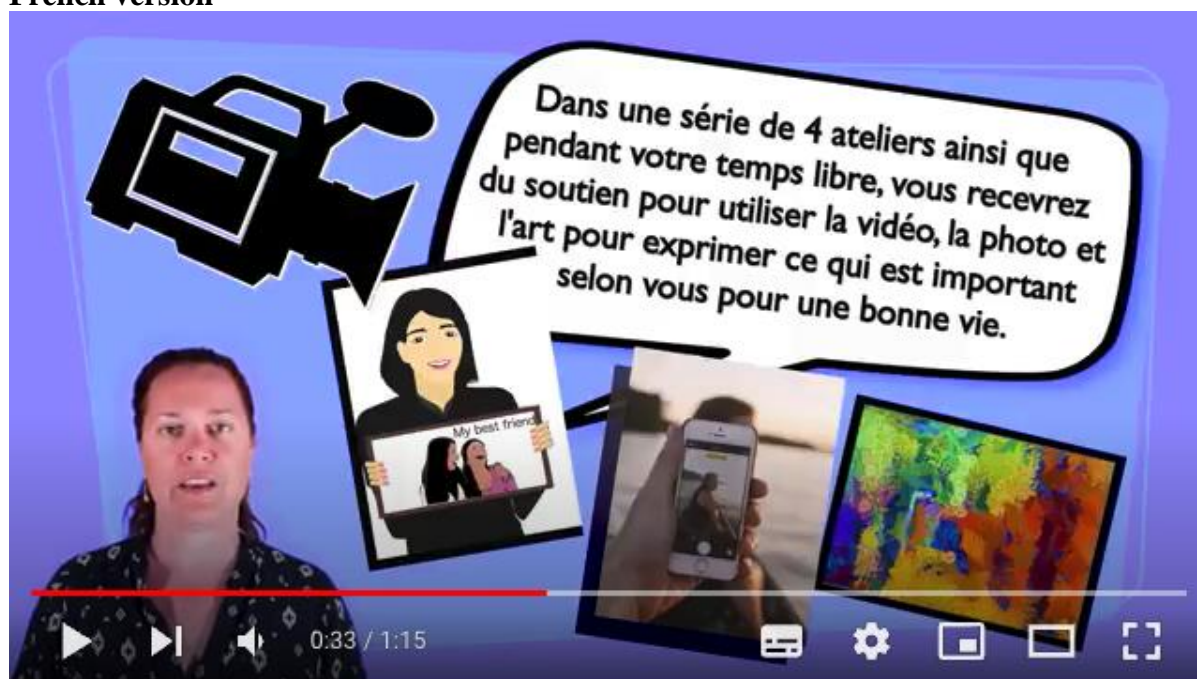 French version
Dans une série de 4 ateliers ainsi que
pendant votre temps libre, vous recevrez
du soutien pour utiliser la vidéo, la photo et
l'art pour exprimer ce qui est important
selon vous pour une bonne vie.
My best friend
0:33 / 1:15